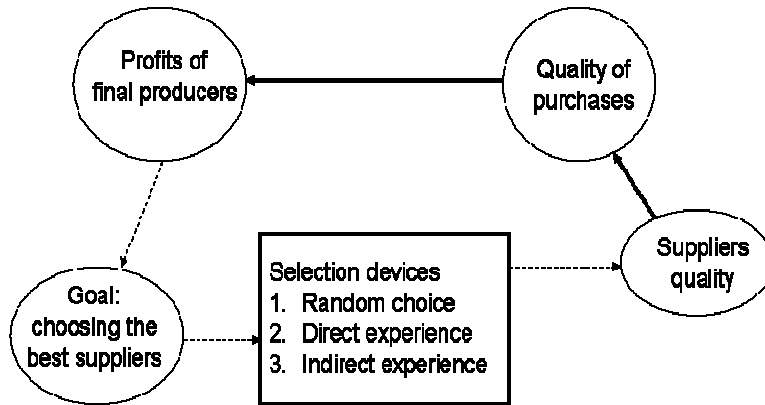 Profits of
final producers
Quality of
purchases
Suppliers
quality
Selection devices
1. Random choice
2. Direct experience
3. Indirect experience
Goal:
choosing the
best suppliers